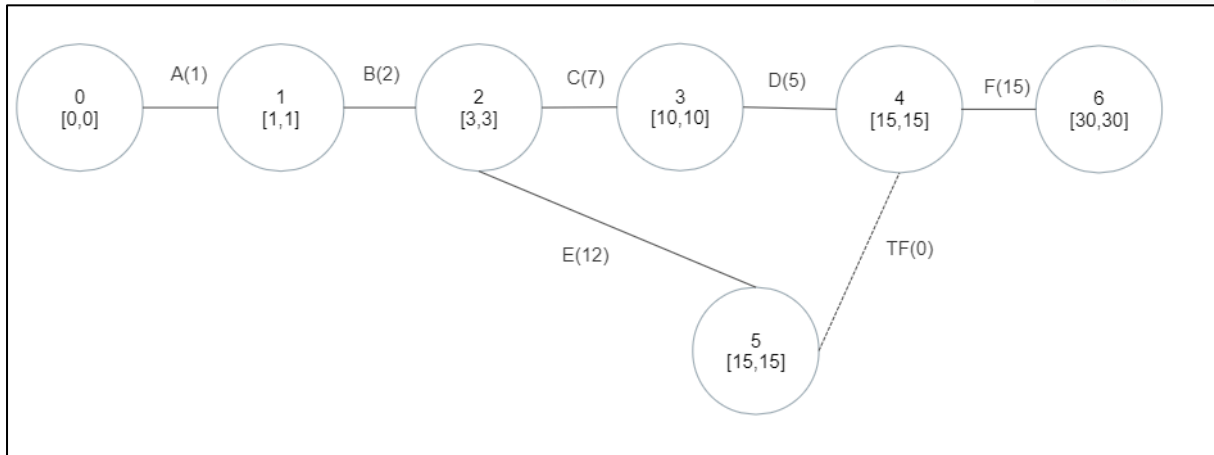 A(1)
B(2)
C(7)
D(5)
F(15)
0
[0,0]
1
[1,1]
2
[3,3]
3
[10,10]
4
[15,15]
6
[30,30]
E(12)
TF(0)
5
[15,15]